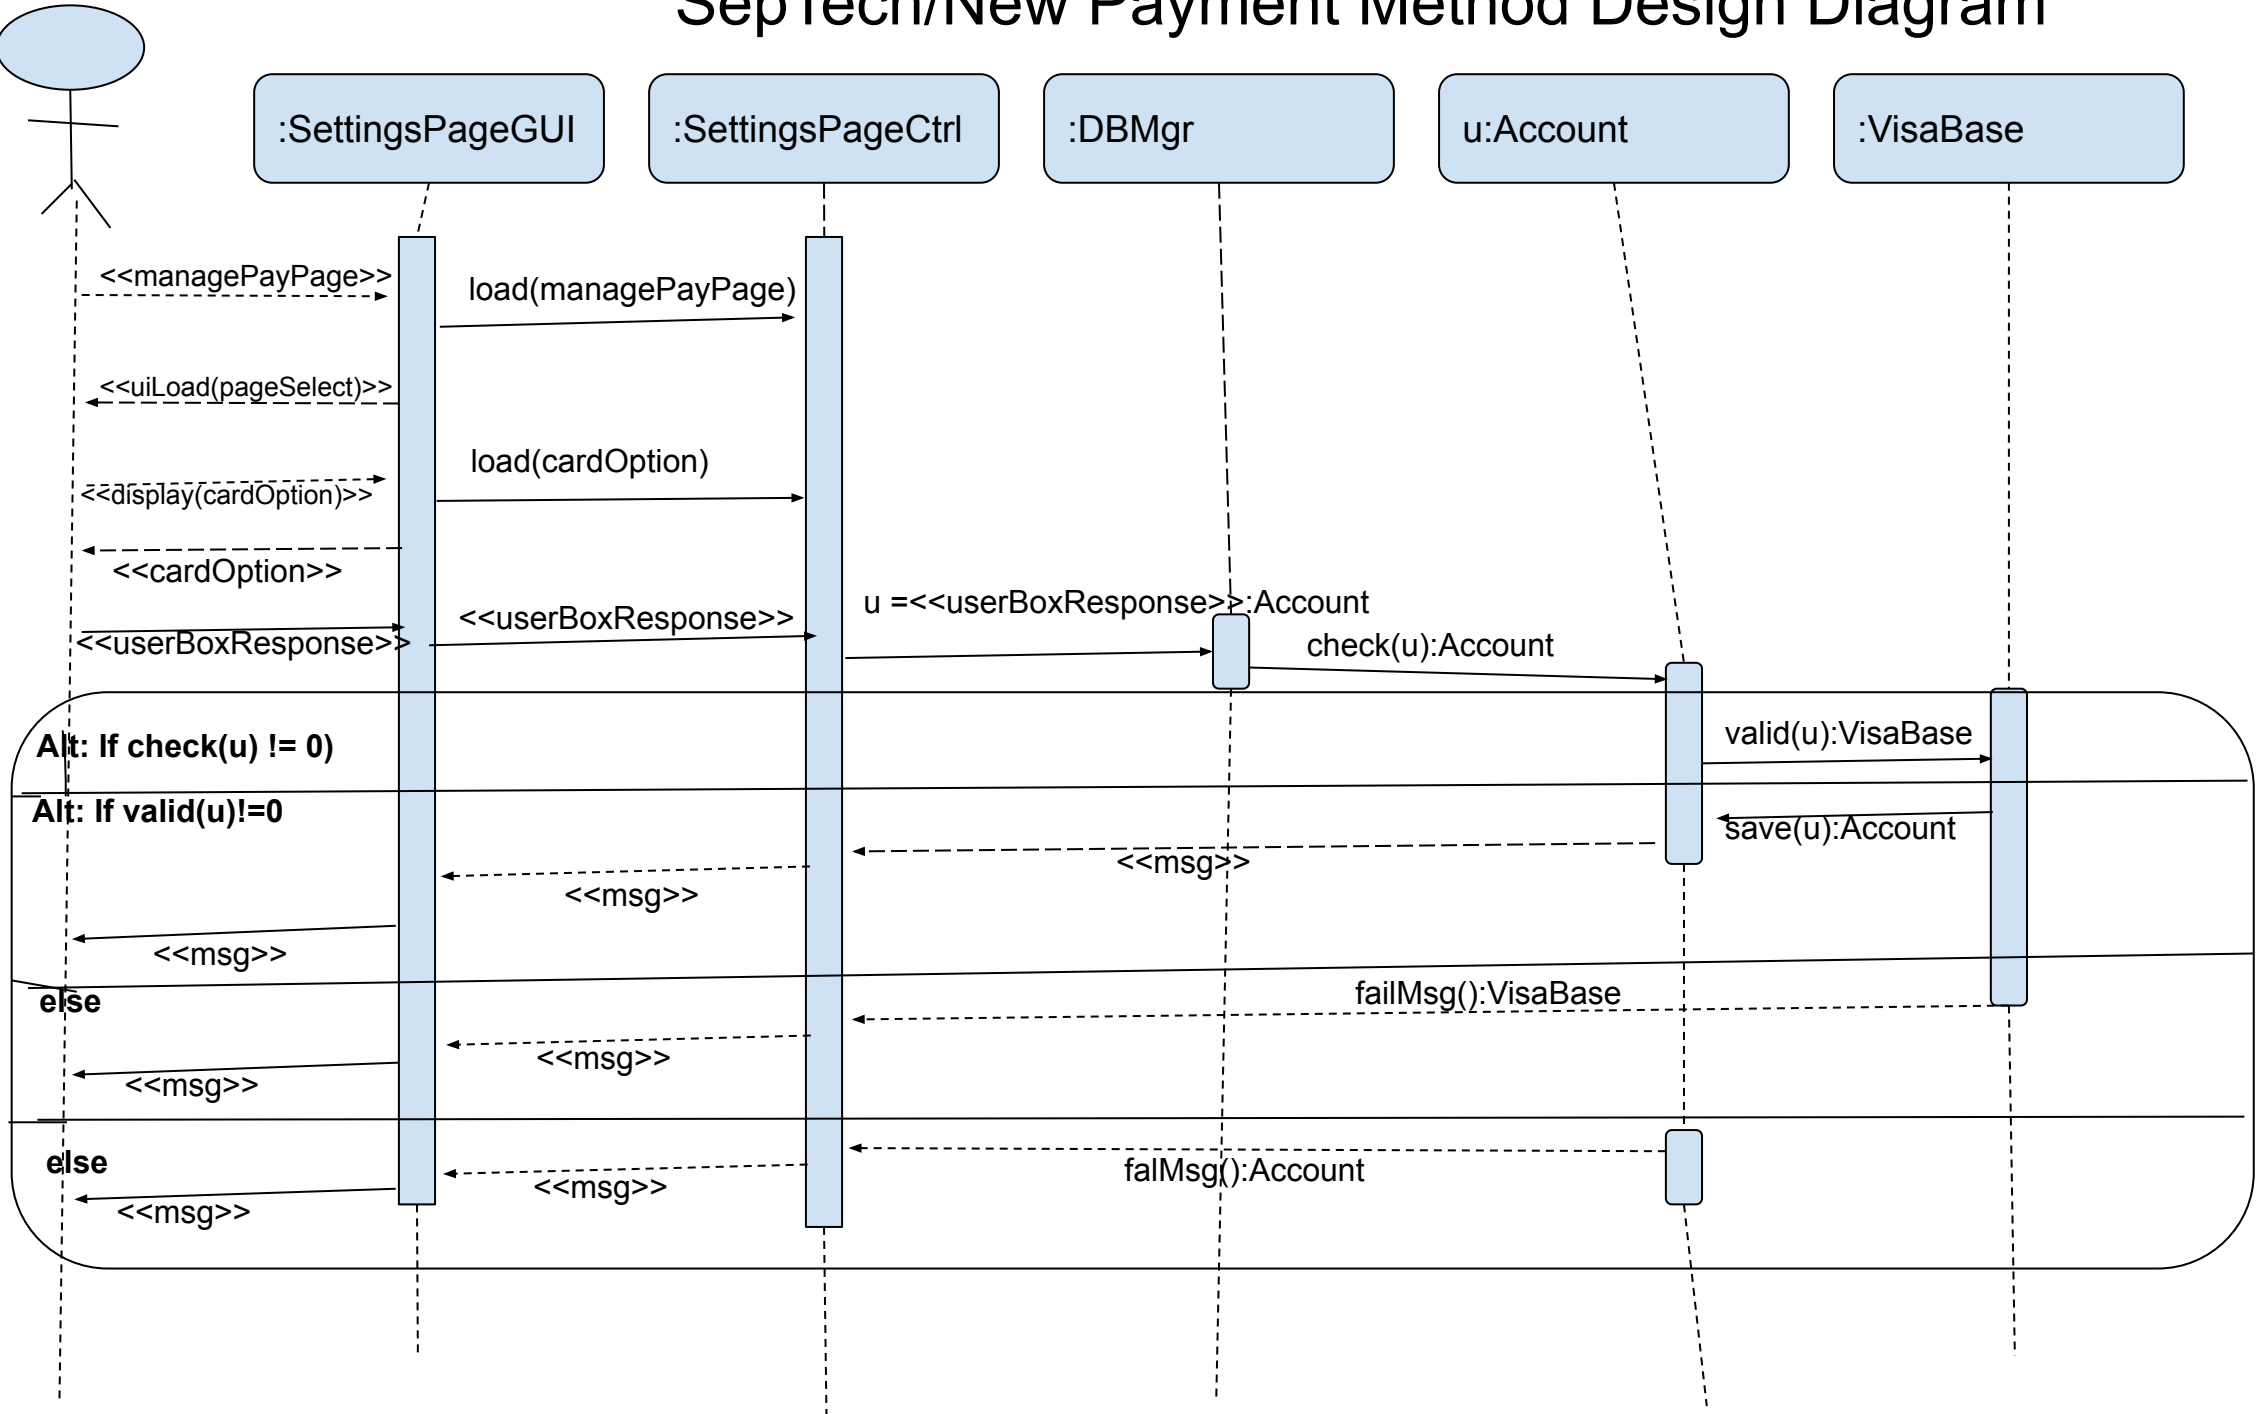 SepTech/New Payment Method Design Diagram
:SettingsPageGUI
:SettingsPageCtrl
:DBMgr
u:Account
:VisaBase
<<managePayPage>>
load(managePayPage)
<<uiLoad(pageSelect)>>
load(cardOption)
<<display(cardOption)>>
<<cardOption>>
<<userBoxResponse>>
<<userBoxResponse>>
u =<<userBoxResponse>>:Account
check(u):Account
Alt: If check(u) != 0)
valid(u):VisaBase
Alt: If valid(u)!=0
save(u):Account
<<msg>>
<<msg>>
<<msg>>
else
failMsg():VisaBase
<<msg>>
<<msg>>
else
falMsg():Account
<<msg>>
<<msg>>